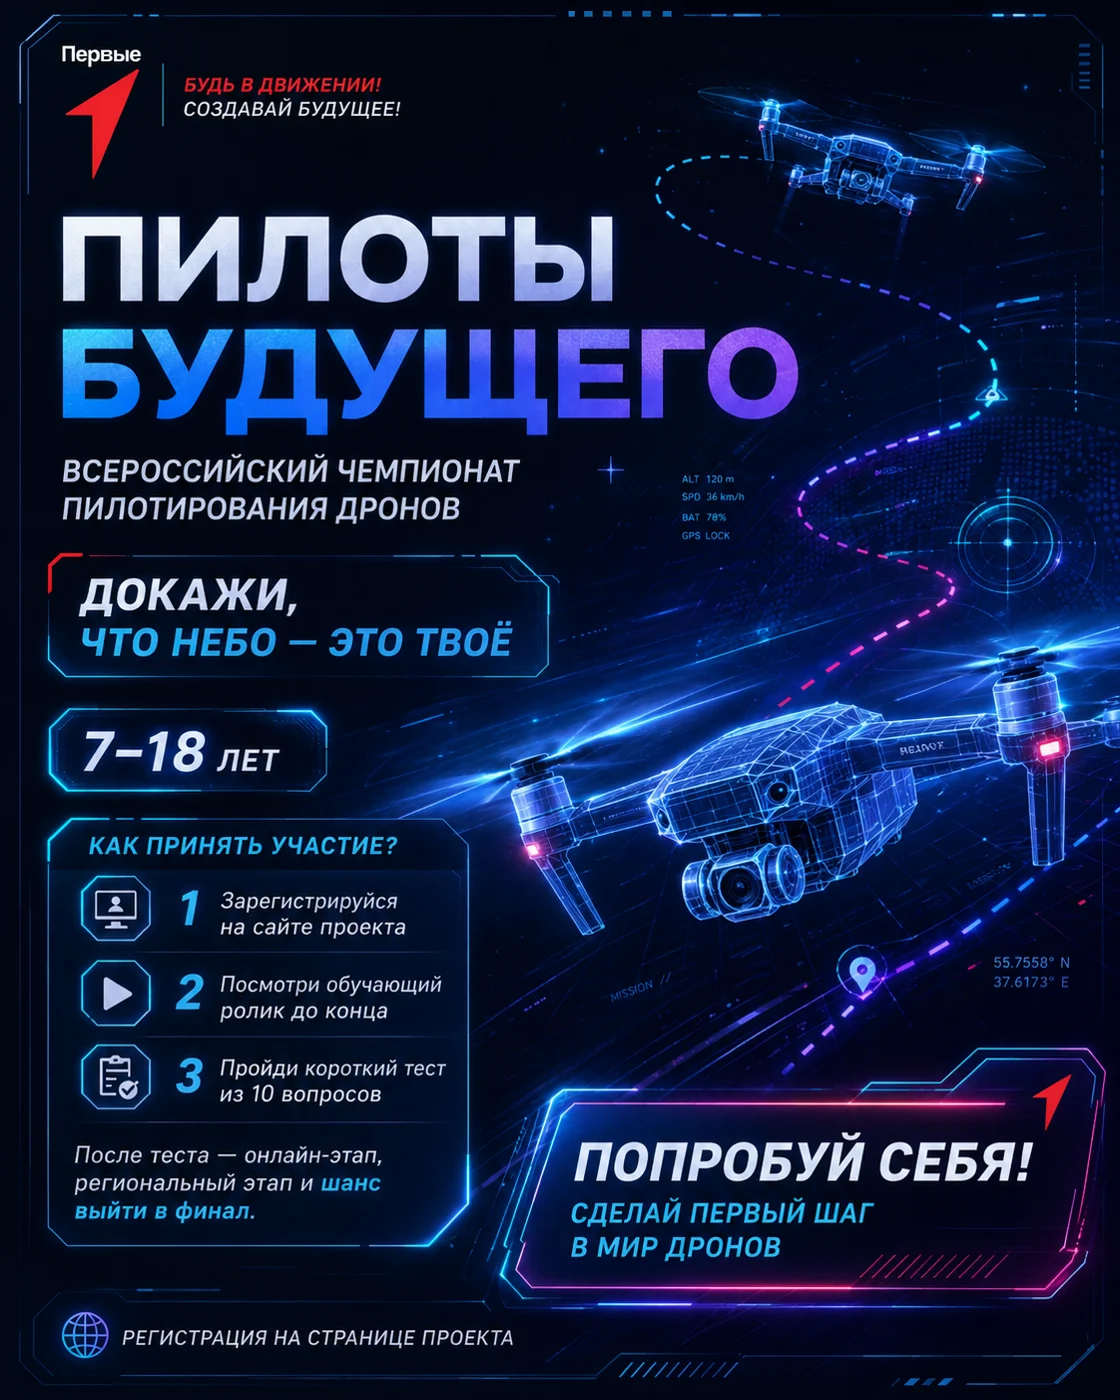 Первые
БУДЬ В ДВИЖЕНИИ!
СОЗДАВАЙ БУДУЩЕЕ!
ПИЛОТЫ
БУДУЩЕГО
ВСЕРОССИЙСКИЙ ЧЕМПИОНАТ
ПИЛОТИРОВАНИЯ ДРОНОВ
ALT 120 m
SPD 36 km/h
BAT 78%
GPS LOCK
ДОКАЖИ,
ЧТО НЕБО — ЭТО ТВОЁ
7–18 ЛЕТ
КАК ПРИНЯТЬ УЧАСТИЕ?
1 Зарегистрируйся
на сайте проекта
2 Посмотри обучающий
ролик до конца
3 Пройди короткий тест
из 10 вопросов
После теста — онлайн-этап,
региональный этап и шанс
выйти в финал.
MISSION //
55.7558° N
37.6173° E
ПОПРОБУЙ СЕБЯ!
СДЕЛАЙ ПЕРВЫЙ ШАГ
В МИР ДРОНОВ
РЕГИСТРАЦИЯ НА СТРАНИЦЕ ПРОЕКТА